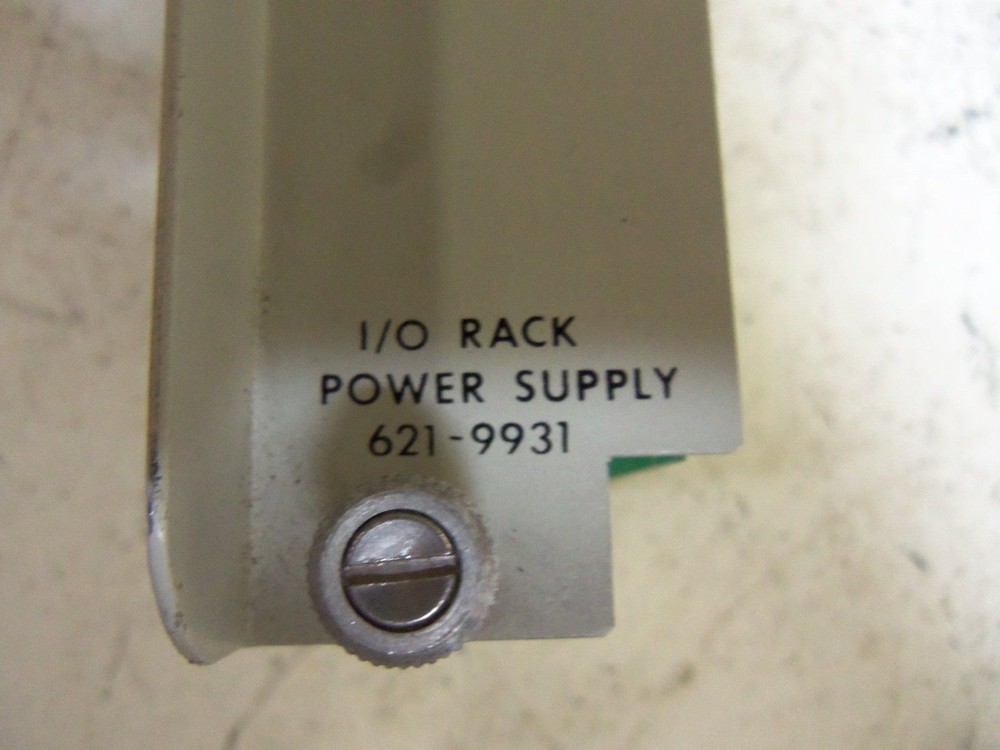 I/O RACK
POWER SUPPLY
621-9931